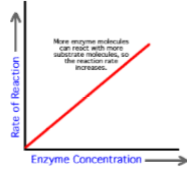 More enzyme molecules
can react with more
substrate molecules, so
the reaction rate
increases.
Rate of Reaction
Enzyme Concentration